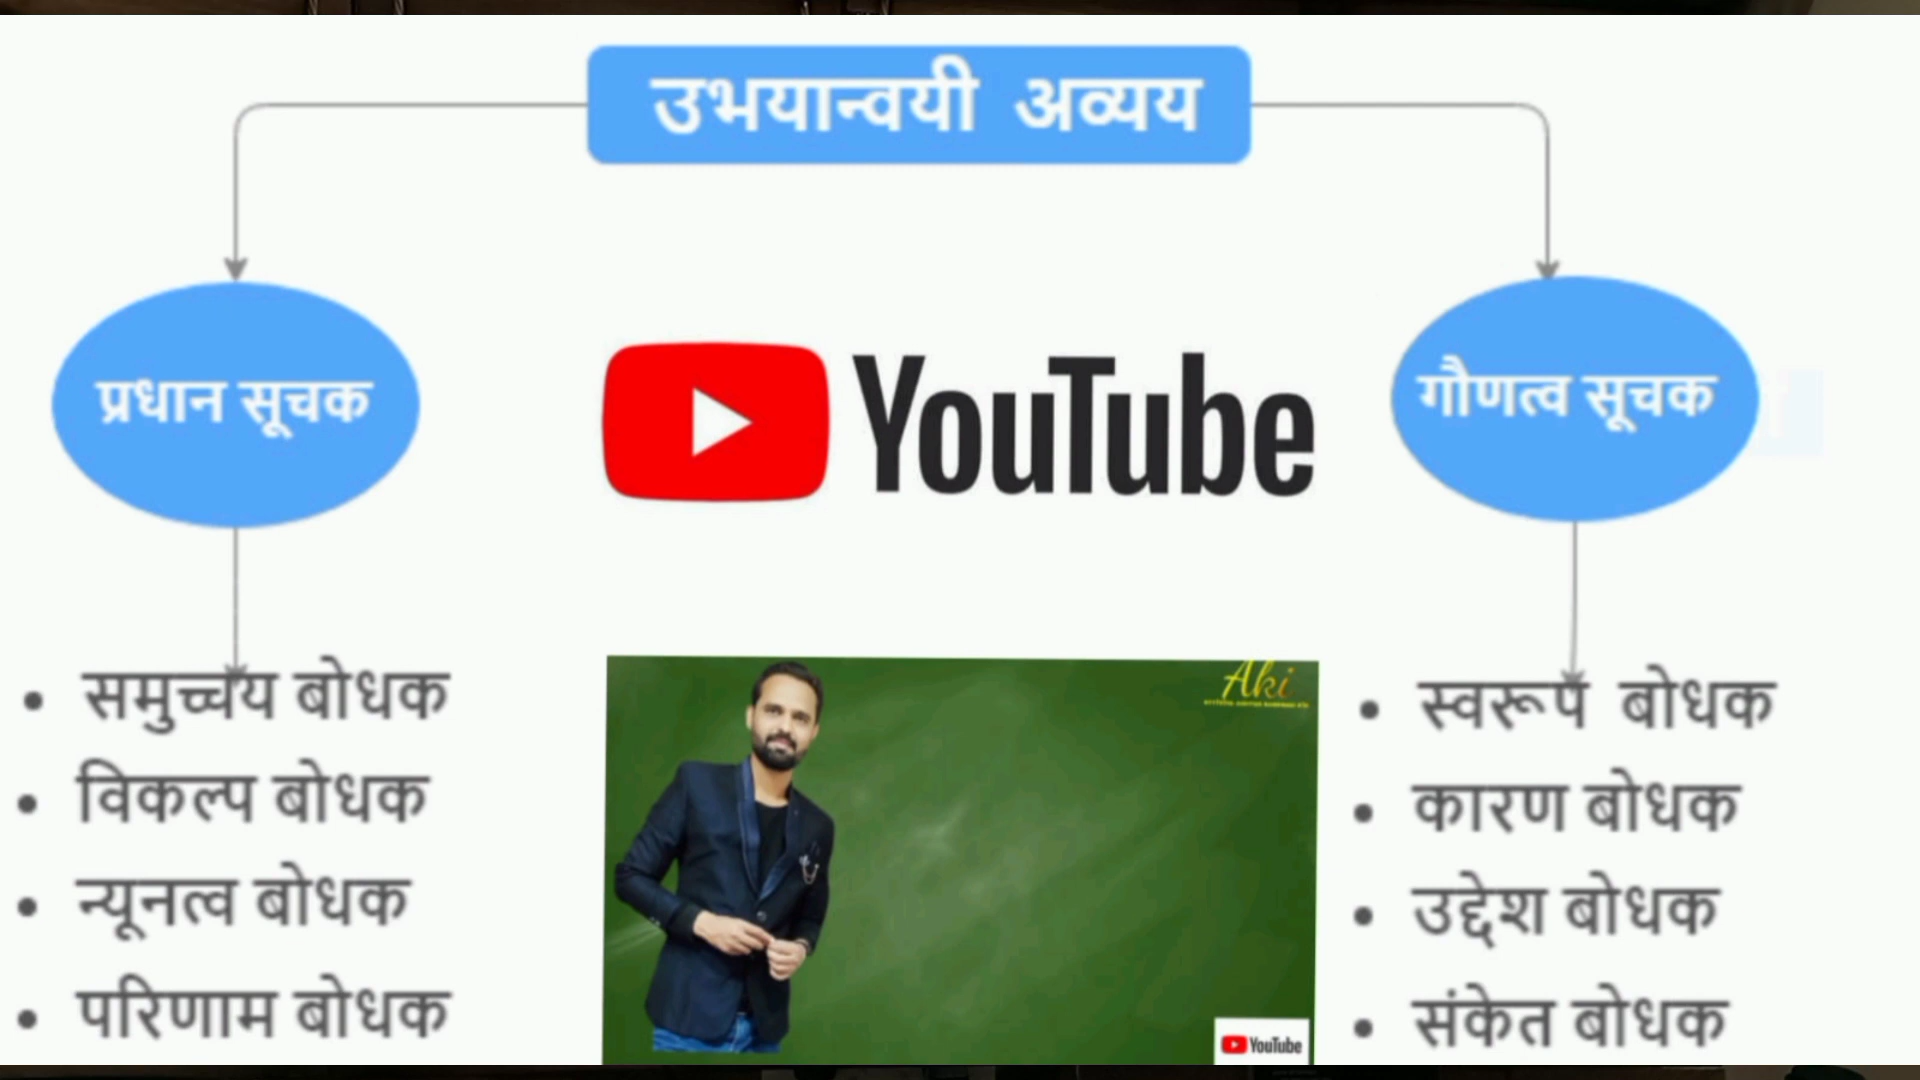 उभयान्वयी अव्यय
प्रधान सूचक
गौणत्व सूचक
YouTube
समुच्चय बोधक
विकल्प बोधक
न्यूनत्व बोधक
परिणाम बोधक
Aki
YouTube
स्वरूप बोधक
कारण बोधक
उद्देश बोधक
संकेत बोधक